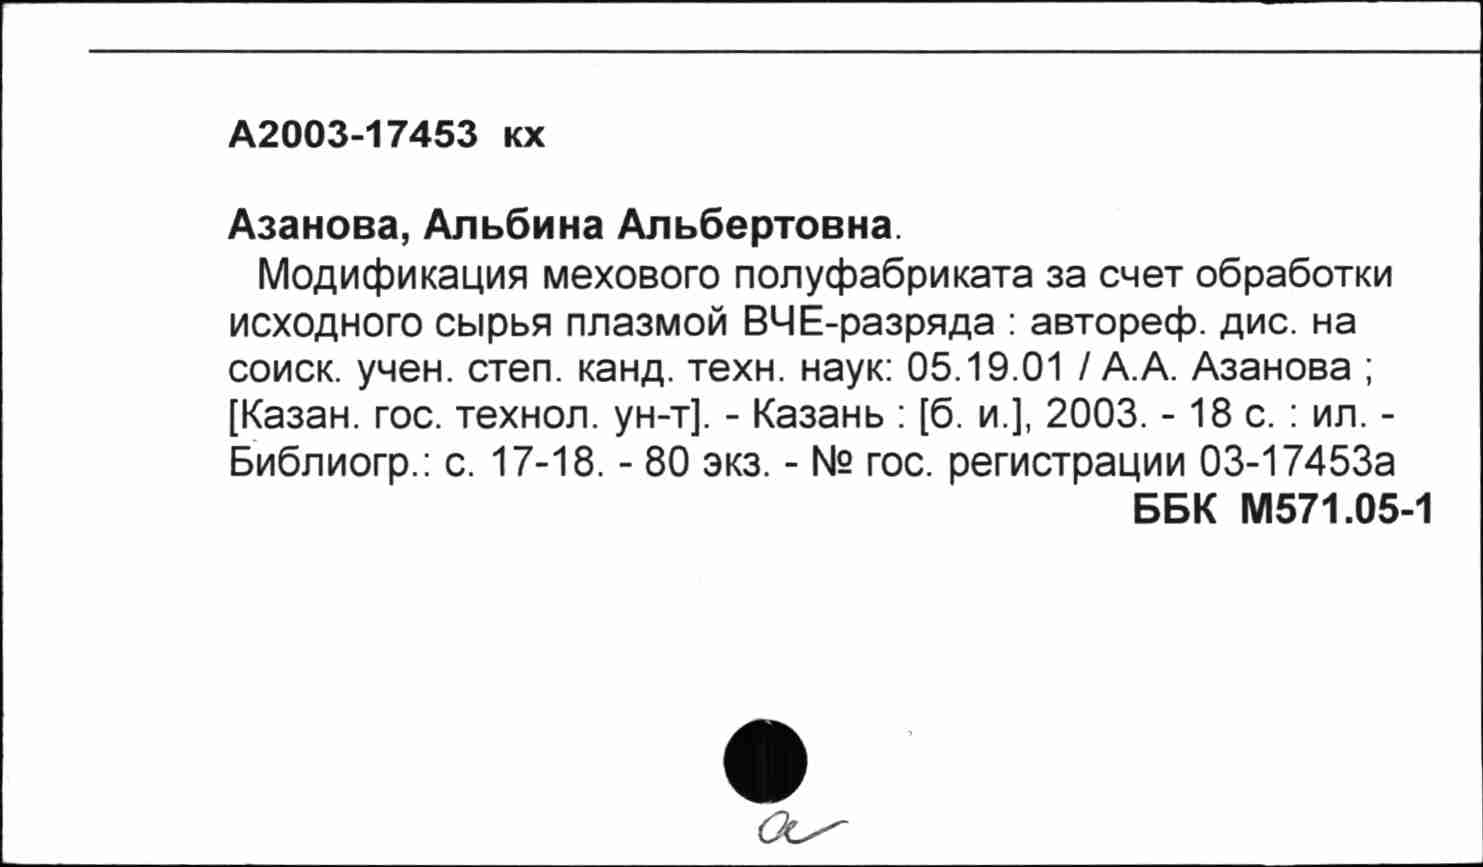 А2003-17453 кх
Азанова, Альбина Альбертовна.
Модификация мехового полуфабриката за счет обработки
исходного сырья плазмой ВЧЕ-разряда : автореф. дис. на
соиск. учен. степ. канд. техн. наук: 05.19.01 / А.А. Азанова ;
[Казан. гос. технол. ун-т]. - Казань : [б. и.], 2003. - 18 с. : ил. -
Библиогр.: с. 17-18. - 80 экз. - № гос. регистрации 03-17453а
ББК М571.05-1
а